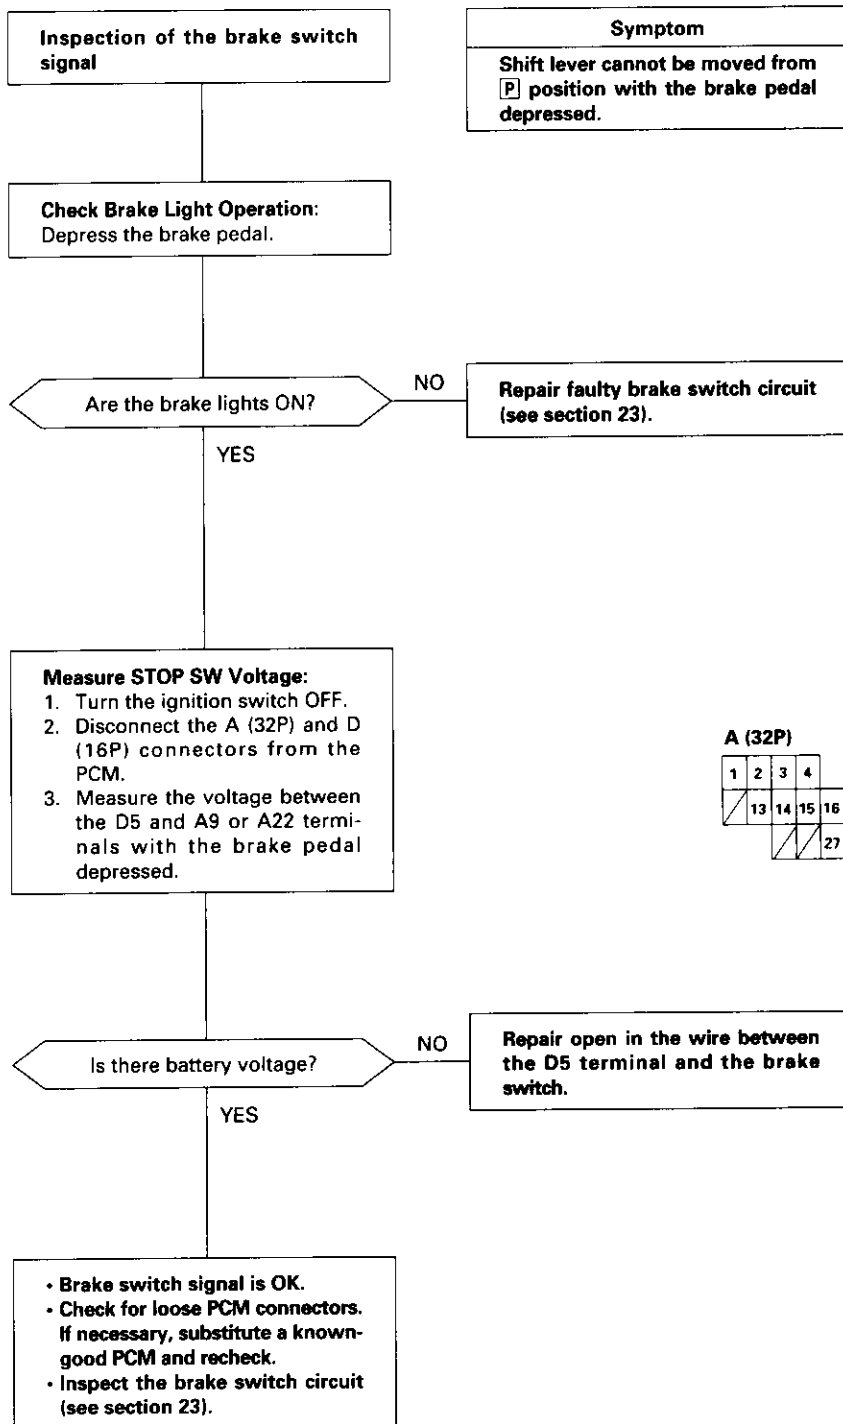 Inspection of the brake switch
signal
Symptom
Shift lever cannot be moved from
P position with the brake pedal
depressed.
Check Brake Light Operation:
Depress the brake pedal.
Are the brake lights ON?
NO
Repair faulty brake switch circuit
(see section 23).
YES
Measure STOP SW Voltage:
1. Turn the ignition switch OFF.
2. Disconnect the A (32P) and D
(16P) connectors from the
PCM.
3. Measure the voltage between
the D5 and A9 or A22 termi-
nals with the brake pedal
depressed.
A (32P)
1 2 3 4
13 14 15 16
27
Is there battery voltage?
NO
Repair open in the wire between
the D5 terminal and the brake
switch.
YES
• Brake switch signal is OK.
• Check for loose PCM connectors.
If necessary, substitute a known-
good PCM and recheck.
• Inspect the brake switch circuit
(see section 23).